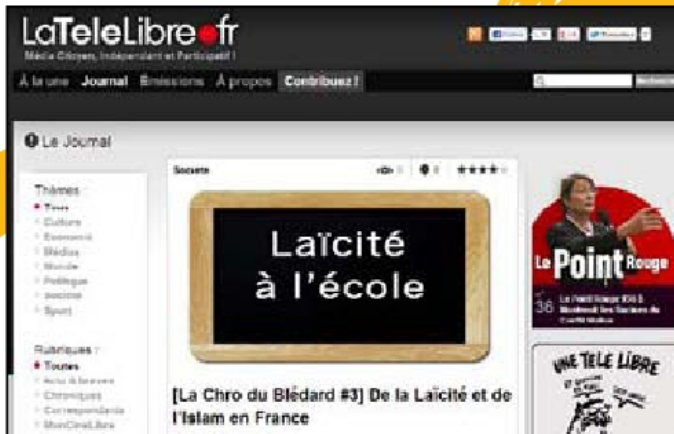 LaTeleLibre.fr
Média Citoyen, Indépendant et Participatif !
À la une Journal Émissions À propos Contribuez !
Le Journal
Thèmes :
Tous
Culture
Economie
Médias
Monde
Politique
Société
Sport
Rubriques :
Toutes
Chroniques
Correspondants
MonCineLibre
Société
Laïcité
à l'école
[La Chro du Blédard #3] De la Laïcité et de
l'Islam en France
Le Point Rouge
36
UNE TELE LIBRE